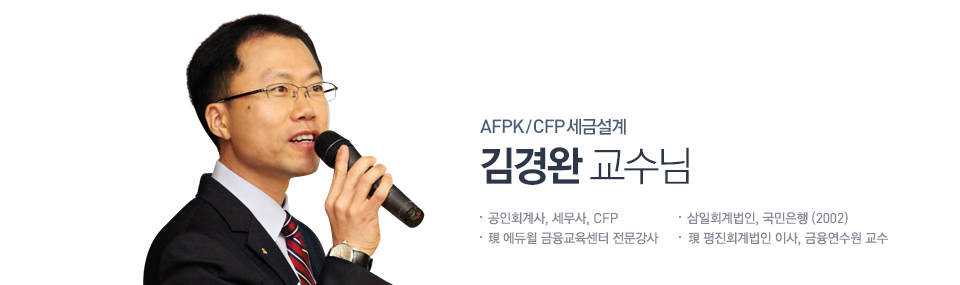 AFPK/CFP 세금설계
김경완 교수님
· 공인회계사, 세무사, CFP
· 삼일회계법인, 국민은행 (2002)
· 現 에듀윌 금융교육센터 전문강사
· 現 평진회계법인 이사, 금융연수원 교수